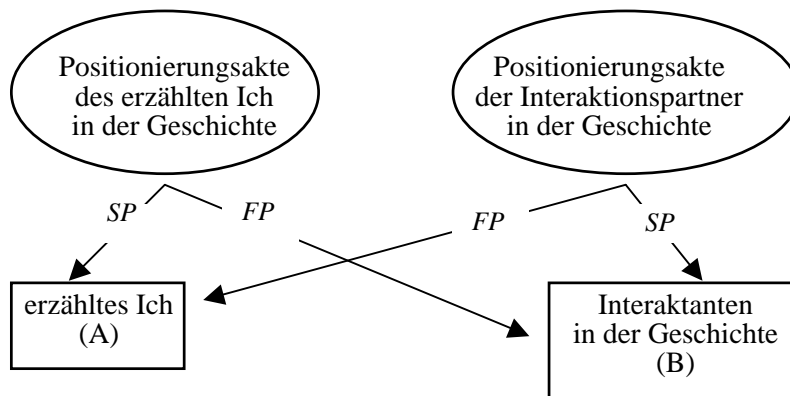 Positionierungsakte
des erzählten Ich
in der Geschichte
Positionierungsakte
der Interaktionspartner
in der Geschichte
SP
FP
FP
SP
erzähltes Ich
(A)
Interaktanten
in der Geschichte
(B)